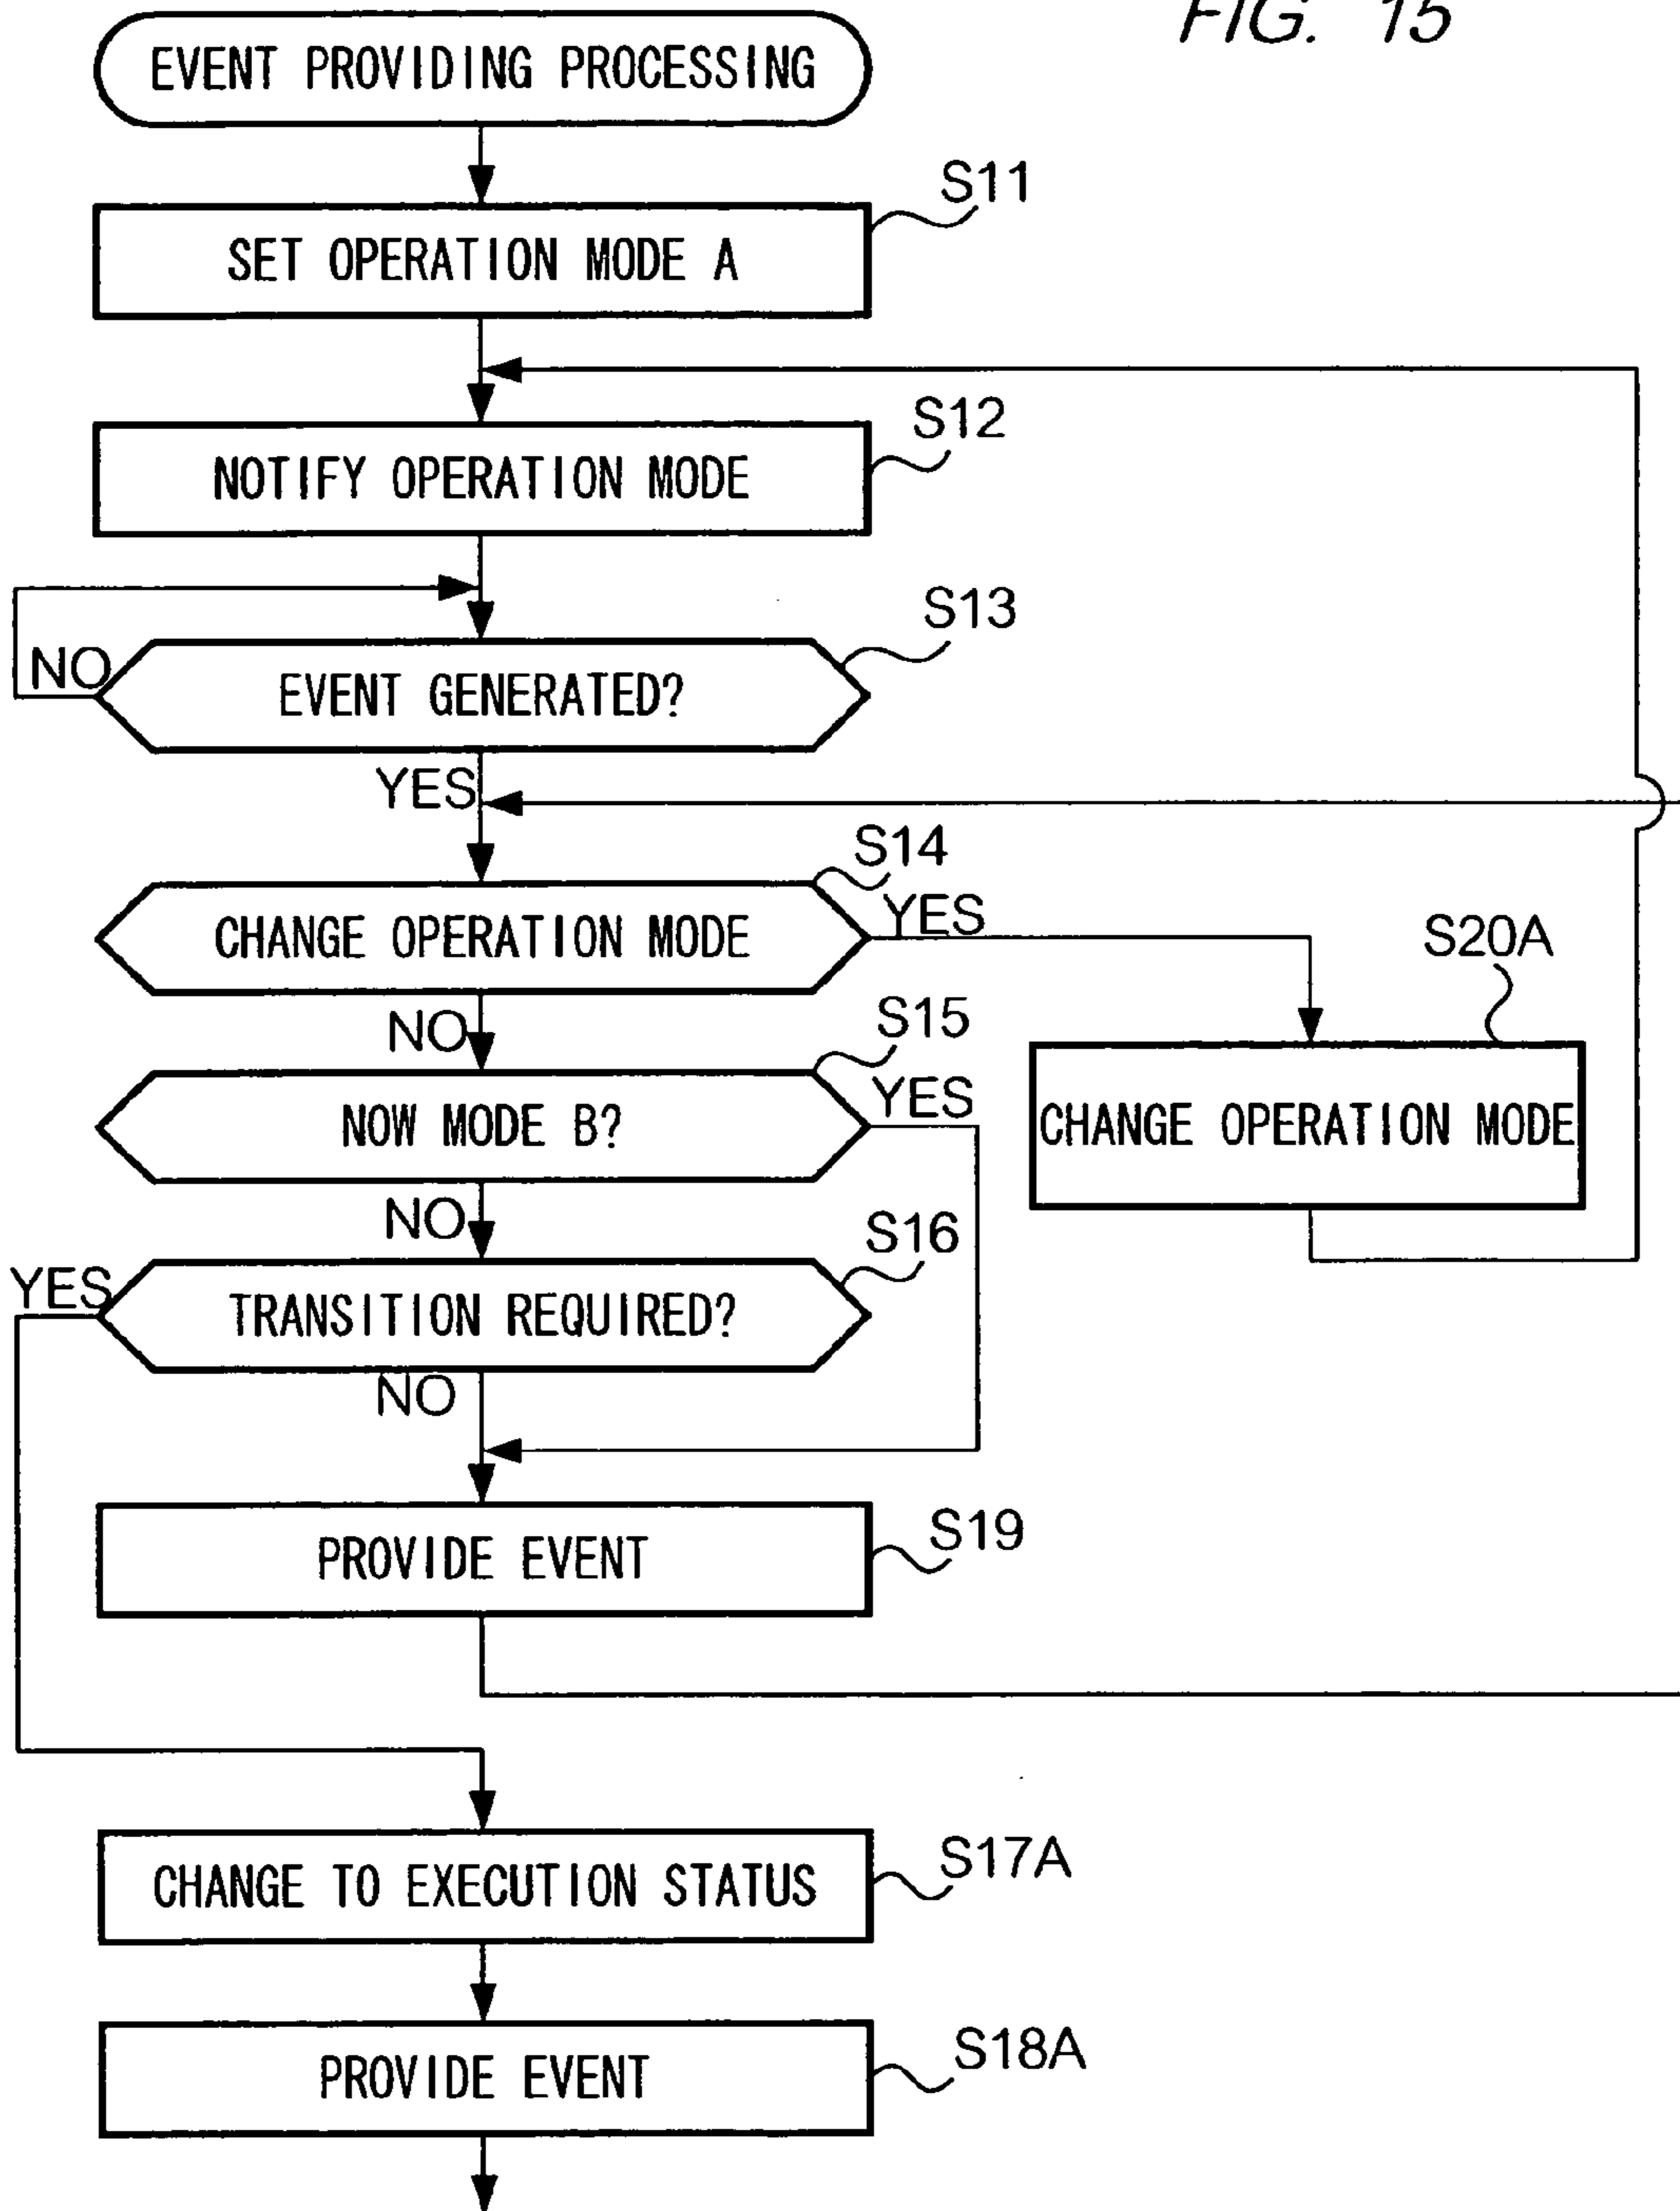 FIG. 15
EVENT PROVIDING PROCESSING
S11
SET OPERATION MODE A
S12
NOTIFY OPERATION MODE
S13
NO
EVENT GENERATED?
YES
S14
YES
CHANGE OPERATION MODE
S20A
NO
S15
YES
NOW MODE B?
CHANGE OPERATION MODE
NO
S16
YES
TRANSITION REQUIRED?
NO
S19
PROVIDE EVENT
S17A
CHANGE TO EXECUTION STATUS
S18A
PROVIDE EVENT